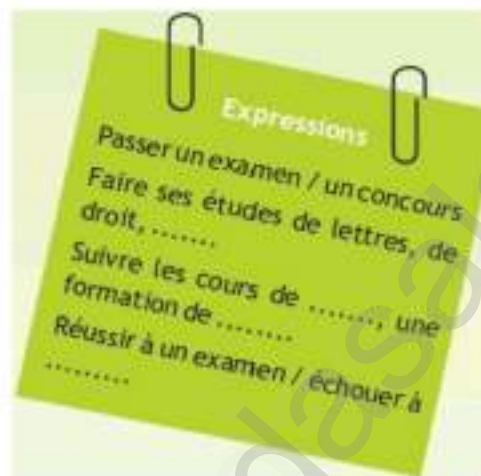 Expressions
Passer un examen / un concours
Faire ses études de lettres, de
droit, .......
Suivre les cours de ......., une
formation de ........
Réussir à un examen / échouer à
.........